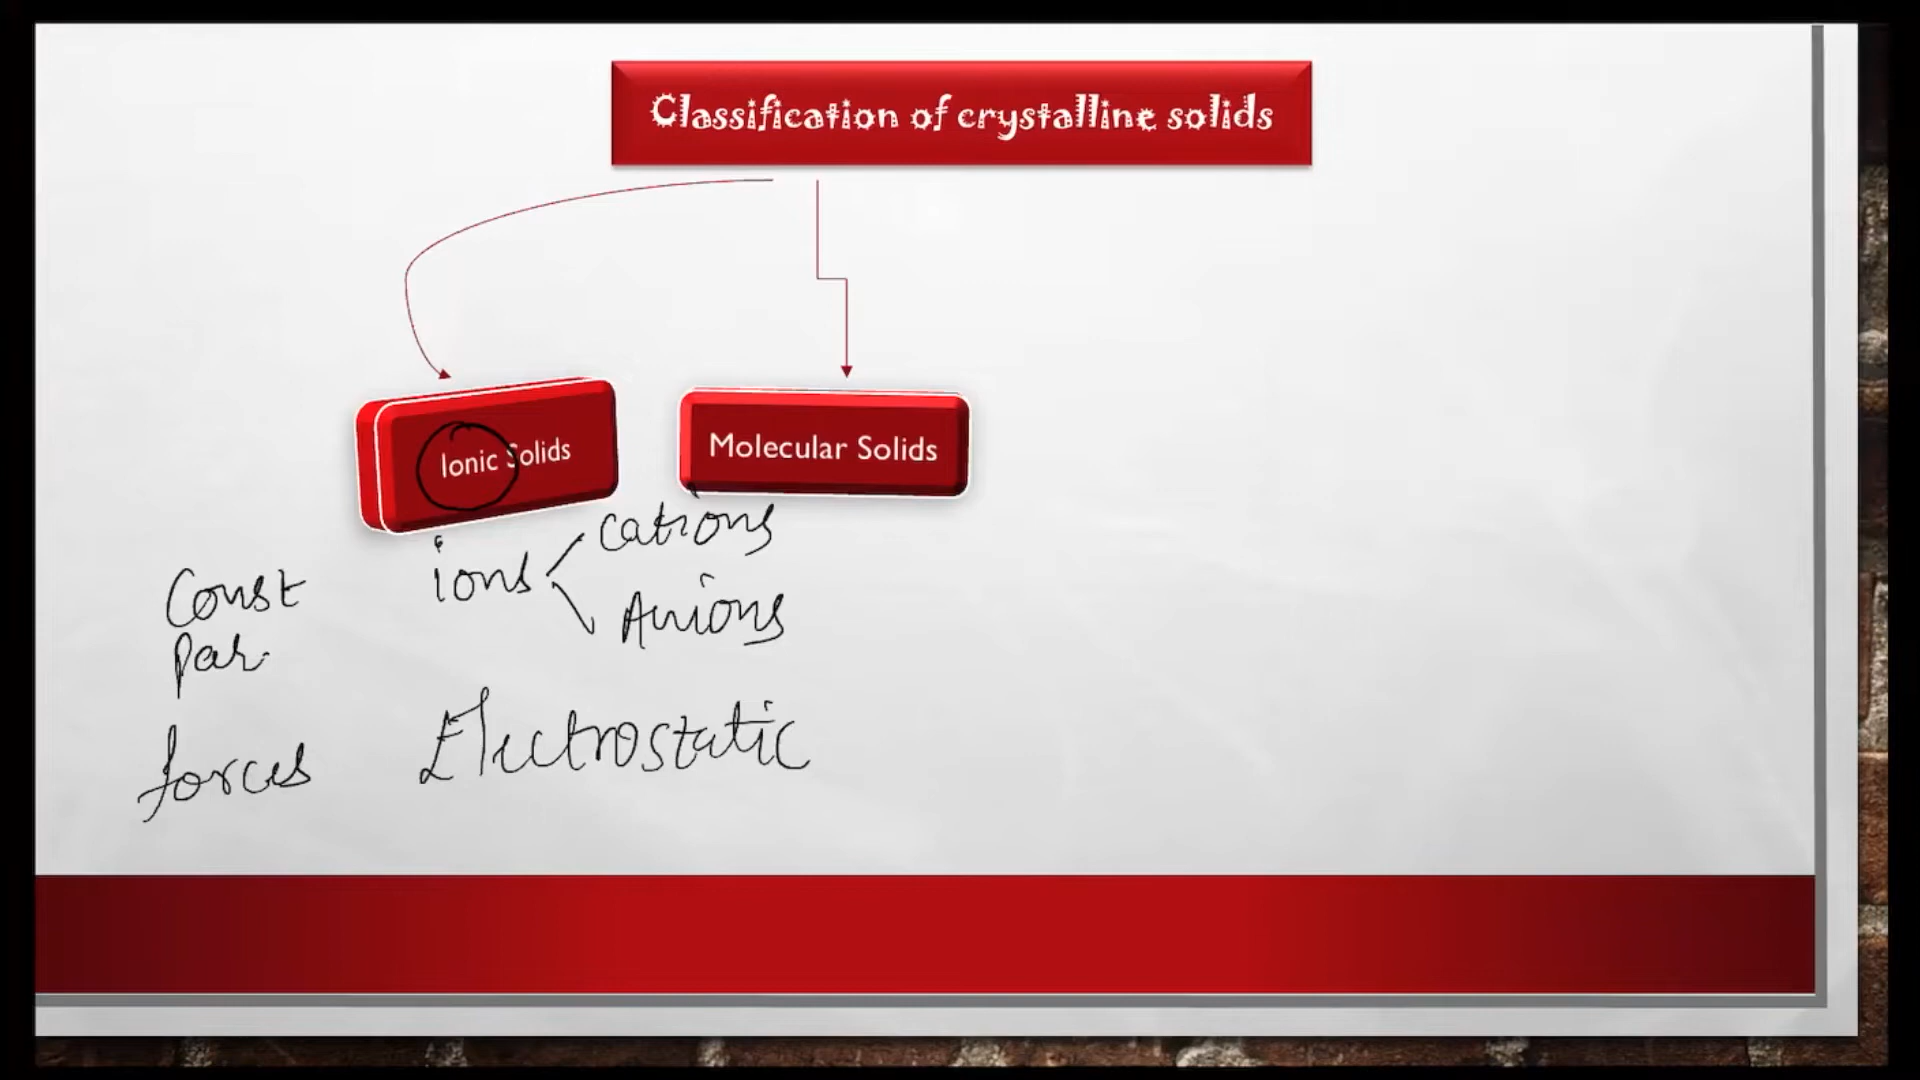 Classification of crystalline solids
Ionic Solids
Molecular Solids
Const
par.
ions
Cations
Anions
forces
Electrostatic